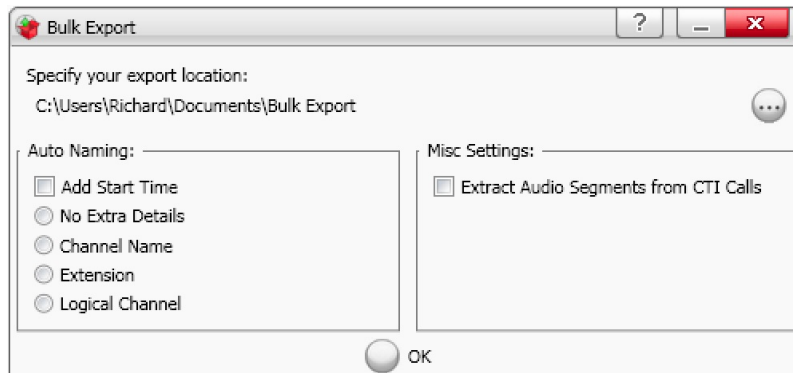 Bulk Export
?
Specify your export location:
C:\Users\Richard\Documents\Bulk Export
Auto Naming:
Add Start Time
No Extra Details
Channel Name
Extension
Logical Channel
Misc Settings:
Extract Audio Segments from CTI Calls
OK